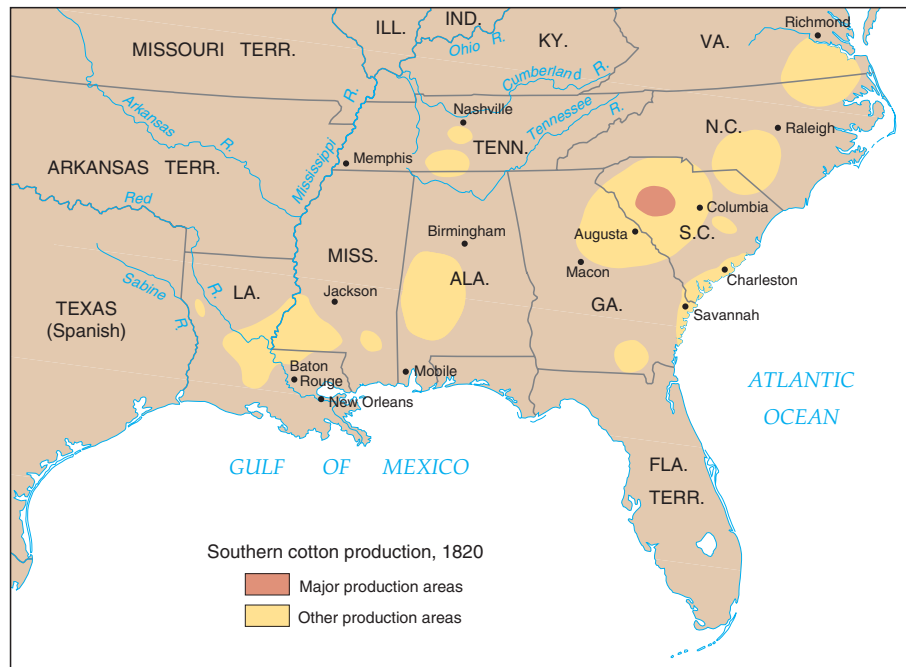 Richmond
ILL.
IND.
Ohio R.
KY.
VA.
MISSOURI TERR.
Cumberland R.
Arkansas R.
Mississippi R.
Nashville
Tennessee R.
N.C.
Raleigh
TENN.
Memphis
ARKANSAS TERR.
Red R.
Columbia
S.C.
Augusta
Birmingham
MISS.
ALA.
Macon
Charleston
Sabine R.
LA.
Jackson
GA.
TEXAS
(Spanish)
Savannah
Baton
Rouge
Mobile
New Orleans
ATLANTIC
OCEAN
GULF OF MEXICO
FLA.
TERR.
Southern cotton production, 1820
Major production areas
Other production areas